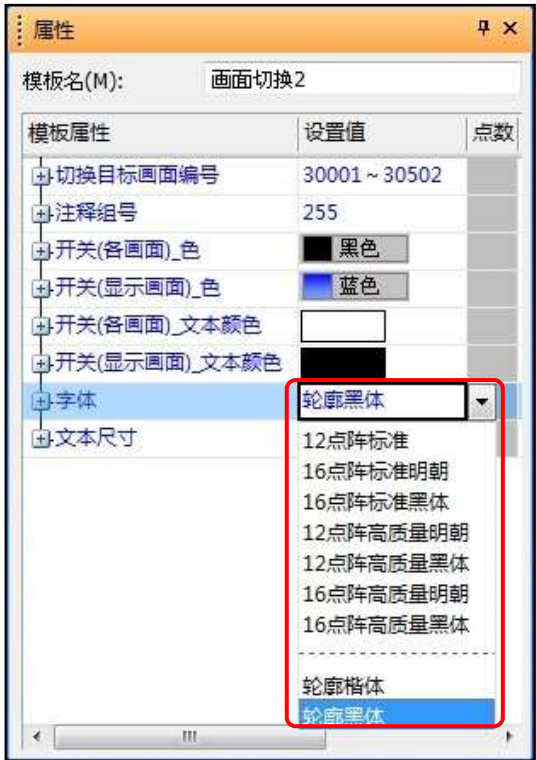 属性
模板名(M): 画面切换2
模板属性 设置值 点数
切换目标画面编号 30001~30502
注释组号 255
开关(各画面)_色 黑色
开关(显示画面)_色 蓝色
开关(各画面)_文本颜色
开关(显示画面)_文本颜色
字体 轮廓黑体
文本尺寸
12点阵标准
16点阵标准明朝
16点阵标准黑体
12点阵高质量明朝
12点阵高质量黑体
16点阵高质量明朝
16点阵高质量黑体
轮廓楷体
轮廓黑体